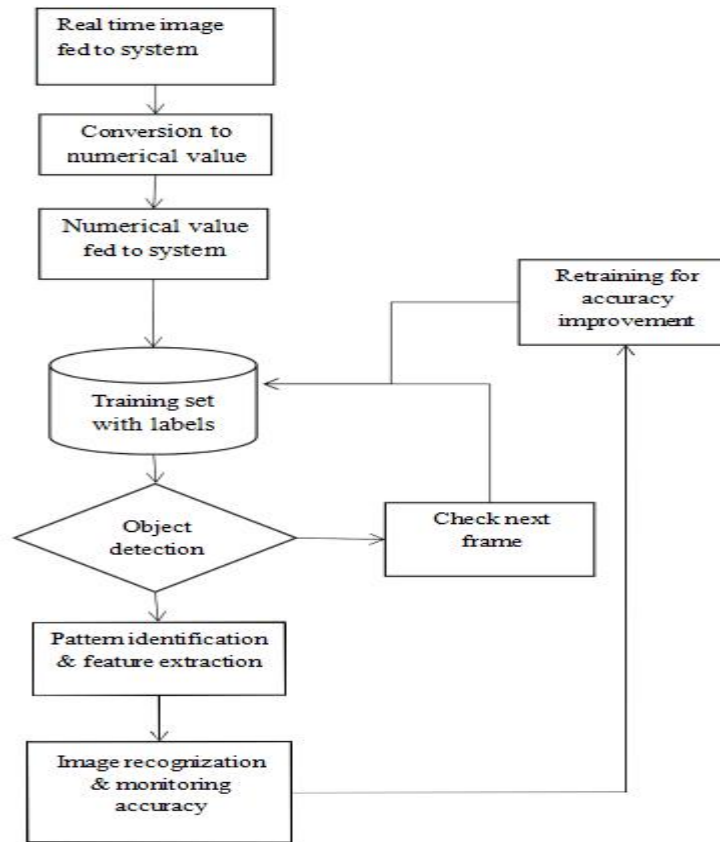 Real time image
fed to system
Conversion to
numerical value
Numerical value
fed to system
Retraining for
accuracy
improvement
Training set
with labels
Object
detection
Check next
frame
Pattern identification
& feature extraction
Image recognization
& monitoring
accuracy